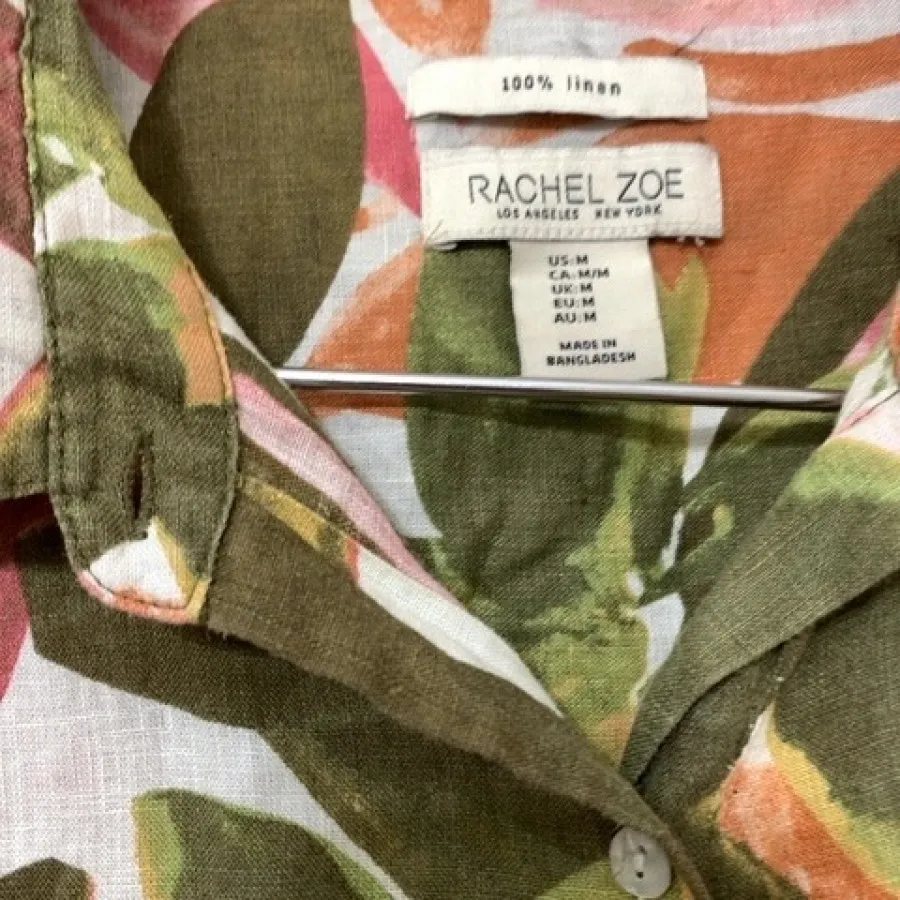 100% linen
RACHEL ZOE
LOS ANGELES NEW YORK
US:M
CA:M/M
UK:M
EU:M
AU:M
MADE IN
BANGLADESH